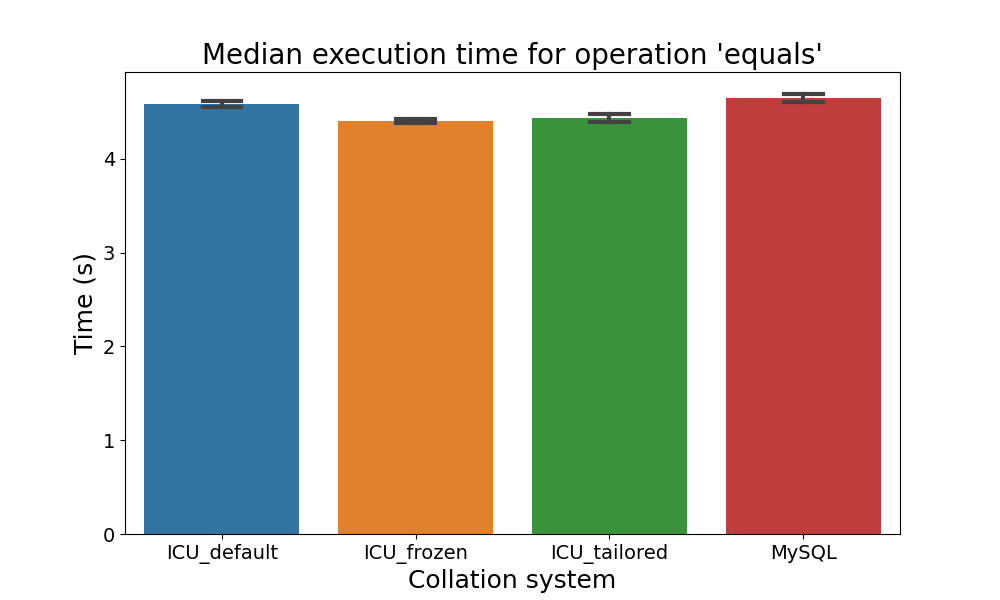 Median execution time for operation 'equals'
Time (s)
4
3
2
1
0
ICU_default
ICU_frozen
ICU_tailored
MySQL
Collation system